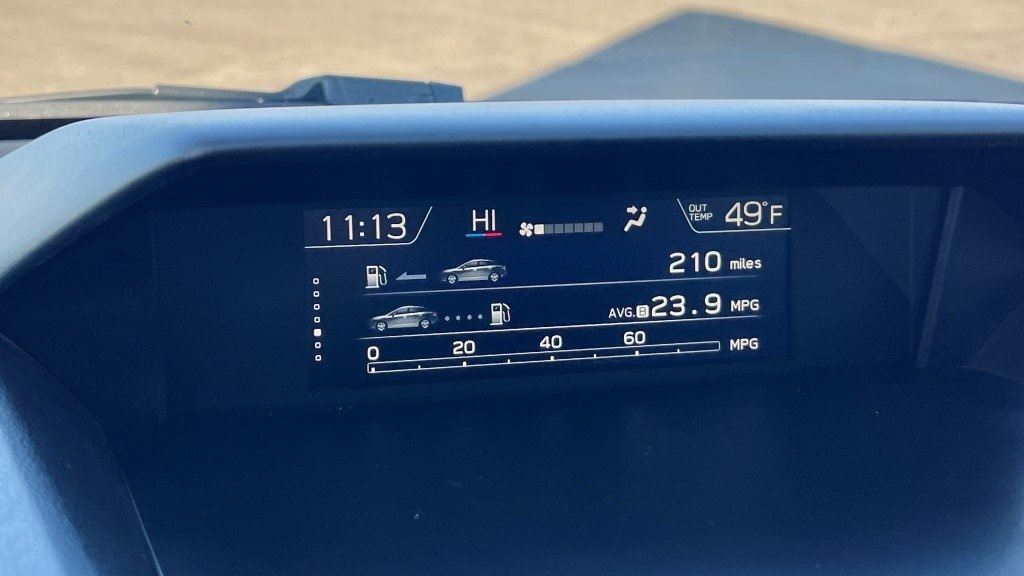 11:13 HI OUT TEMP 49°F
210 miles
AVG. B 23.9 MPG
0 20 40 60 MPG